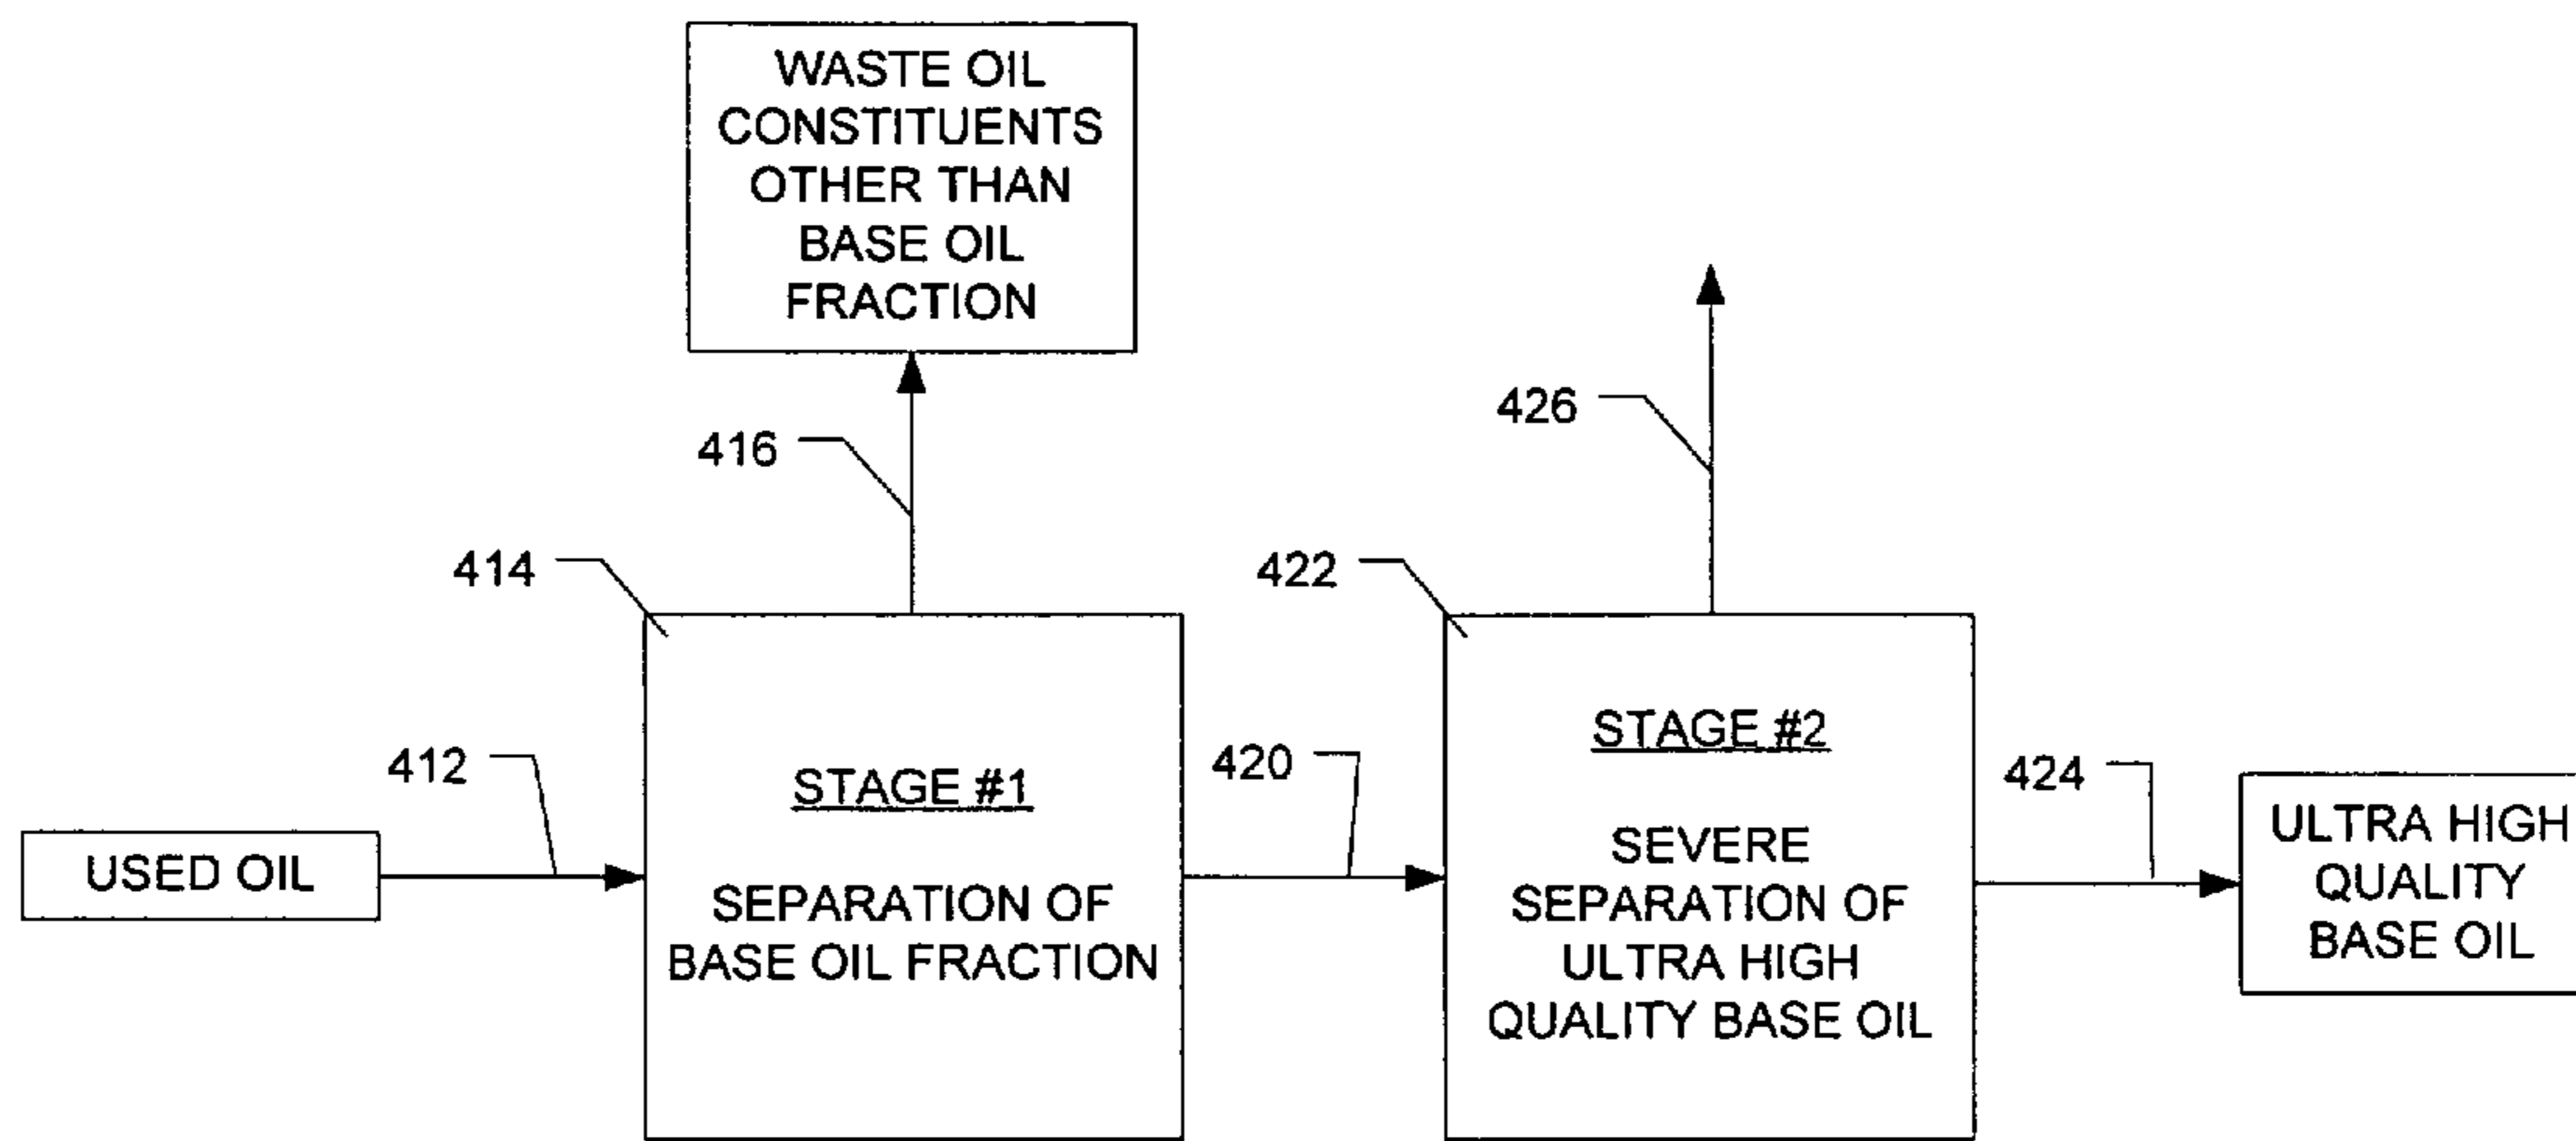 WASTE OIL
CONSTITUENTS
OTHER THAN
BASE OIL
FRACTION
416
426
414
422
412
420
424
USED OIL
STAGE #1
SEPARATION OF
BASE OIL FRACTION
STAGE #2
SEVERE
SEPARATION OF
ULTRA HIGH
QUALITY BASE OIL
ULTRA HIGH
QUALITY
BASE OIL